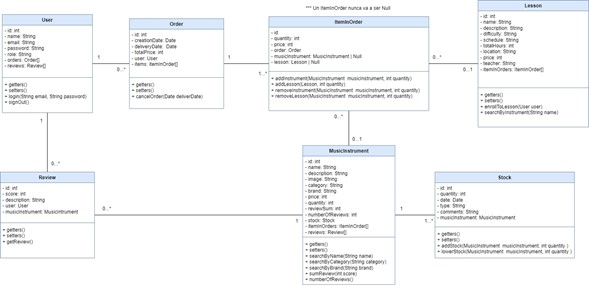 *** Un ItemInOrder nunca va a ser Null
User
- id: int
- name: String
- email: String
- password: String
- role: String
- orders: Order[]
- reviews: Review[]
+ getters()
+ setters()
+ login(String email, String password)
+ signOut()
1
0...*
Order
- id: int
- creationDate: Date
- deliveryDate: Date
- totalPrice: int
- user: User
- items: ItemInOrder[]
+ getters()
+ setters()
+ cancelOrder(Date deliverDate)
1
1...*
ItemInOrder
- id
- quantity: int
- price: int
- order: Order
- musicInstrument: MusicInstrument | Null
- lesson: Lesson | Null
+ addInstrument(MusicInstrument musicInstrument, int quantity)
+ addLesson(Lesson, int quantity)
+ removeInstrument(MusicInstrument musicInstrument, int quantity)
+ removeLesson(MusicInstrument musicInstrument, int quantity)
0...*
0...1
Lesson
- id: int
- name: String
- description: String
- difficulty: String
- schedule: String
- totalHours: int
- location: String
- price: int
- teacher: String
- itemInOrders: ItemInOrder[]
+ getters()
+ setters()
+ enrollToLesson(User user)
+ searchByInstrument(String name)
1
0...*
0...*
0...1
Review
- id: int
- score: int
- description: String
- user: User
- musicInstrument: MusicIntrument
+ getters()
+ setters()
+ getReview()
0...*
1
MusicInstrument
- id: int
- name: String
- description: String
- image: String
- category: String
- brand: String
- price: int
- quantity: int
- reviewSum: int
- numberOfReviews: int
- stock: Stock
- itemInOrders: ItemInOrder[]
- reviews: Review[]
+ getters()
+ setters()
+ searchByName(String name)
+ searchByCategory(String category)
+ searchByBrand(String brand)
+ sumReview(int score)
+ numberOfReviews()
1
1...*
Stock
- id: int
- quantity: int
- date: Date
- type: String
- comments: String
- musicInstrument: MusicInstrument
+ getters()
+ setters()
+ addStock(MusicInstrument musicInstrument, int quantity )
+ lowerStock(MusicInstrument musicInstrument, int quantity )